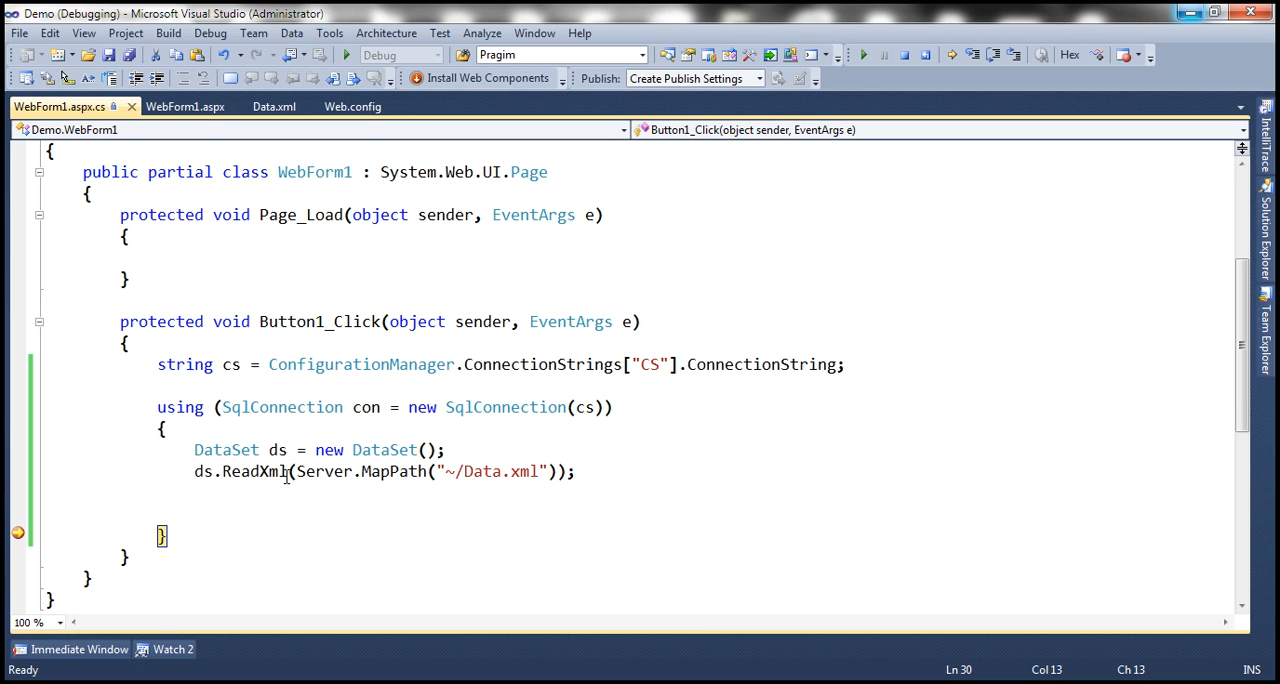 Demo (Debugging) - Microsoft Visual Studio (Administrator)
File Edit View Project Build Debug Team Data Tools Architecture Test Analyze Window Help
Debug Pragim Hex
Install Web Components Publish: Create Publish Settings
WebForm1.aspx.cs WebForm1.aspx Data.xml Web.config
Demo.WebForm1 Button1_Click(object sender, EventArgs e)
{
public partial class WebForm1 : System.Web.UI.Page
{
protected void Page_Load(object sender, EventArgs e)
{
}
protected void Button1_Click(object sender, EventArgs e)
{
string cs = ConfigurationManager.ConnectionStrings["CS"].ConnectionString;
using (SqlConnection con = new SqlConnection(cs))
{
DataSet ds = new DataSet();
ds.ReadXml(Server.MapPath("~/Data.xml"));
}
}
}
}
100 %
Immediate Window Watch 2
Ready Ln 30 Col 13 Ch 13 INS
IntelliTrace
Solution Explorer
Team Explorer